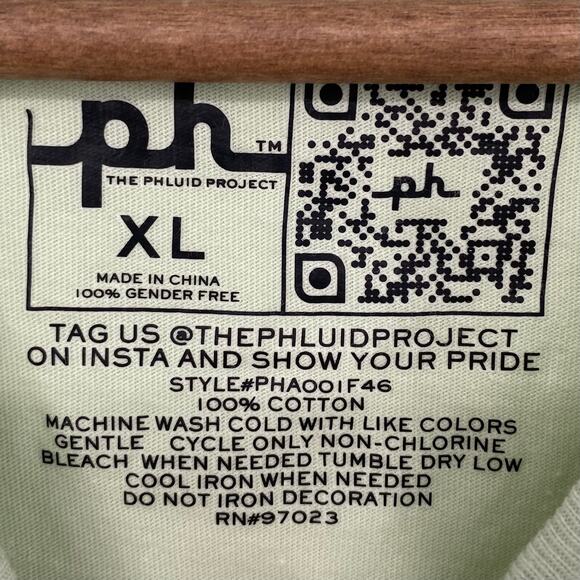 ph™
THE PHLUID PROJECT
XL
MADE IN CHINA
100% GENDER FREE
ph
TAG US @THEPHLUIDPROJECT
ON INSTA AND SHOW YOUR PRIDE
STYLE#PHA001F46
100% COTTON
MACHINE WASH COLD WITH LIKE COLORS
GENTLE CYCLE ONLY NON-CHLORINE
BLEACH WHEN NEEDED TUMBLE DRY LOW
COOL IRON WHEN NEEDED
DO NOT IRON DECORATION
RN#97023